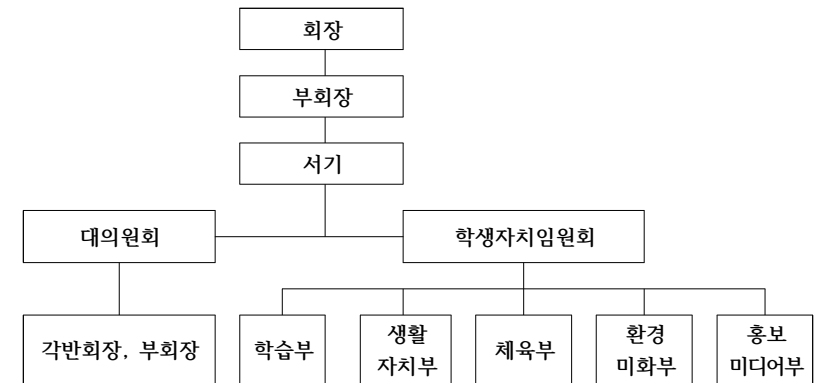 회장
부회장
서기
대의원회
학생자치임원회
각반회장, 부회장
학습부
생활
자치부
체육부
환경
미화부
홍보
미디어부